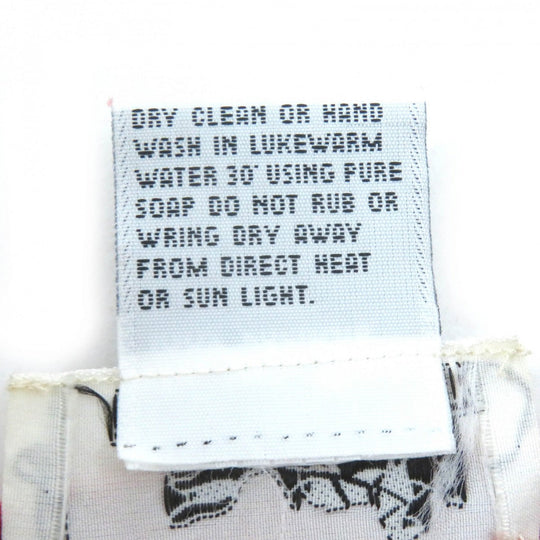 DRY CLEAN OR HAND
WASH IN LUKEWARM
WATER 30° USING PURE
SOAP DO NOT RUB OR
WRING DRY AWAY
FROM DIRECT HEAT
OR SUN LIGHT.